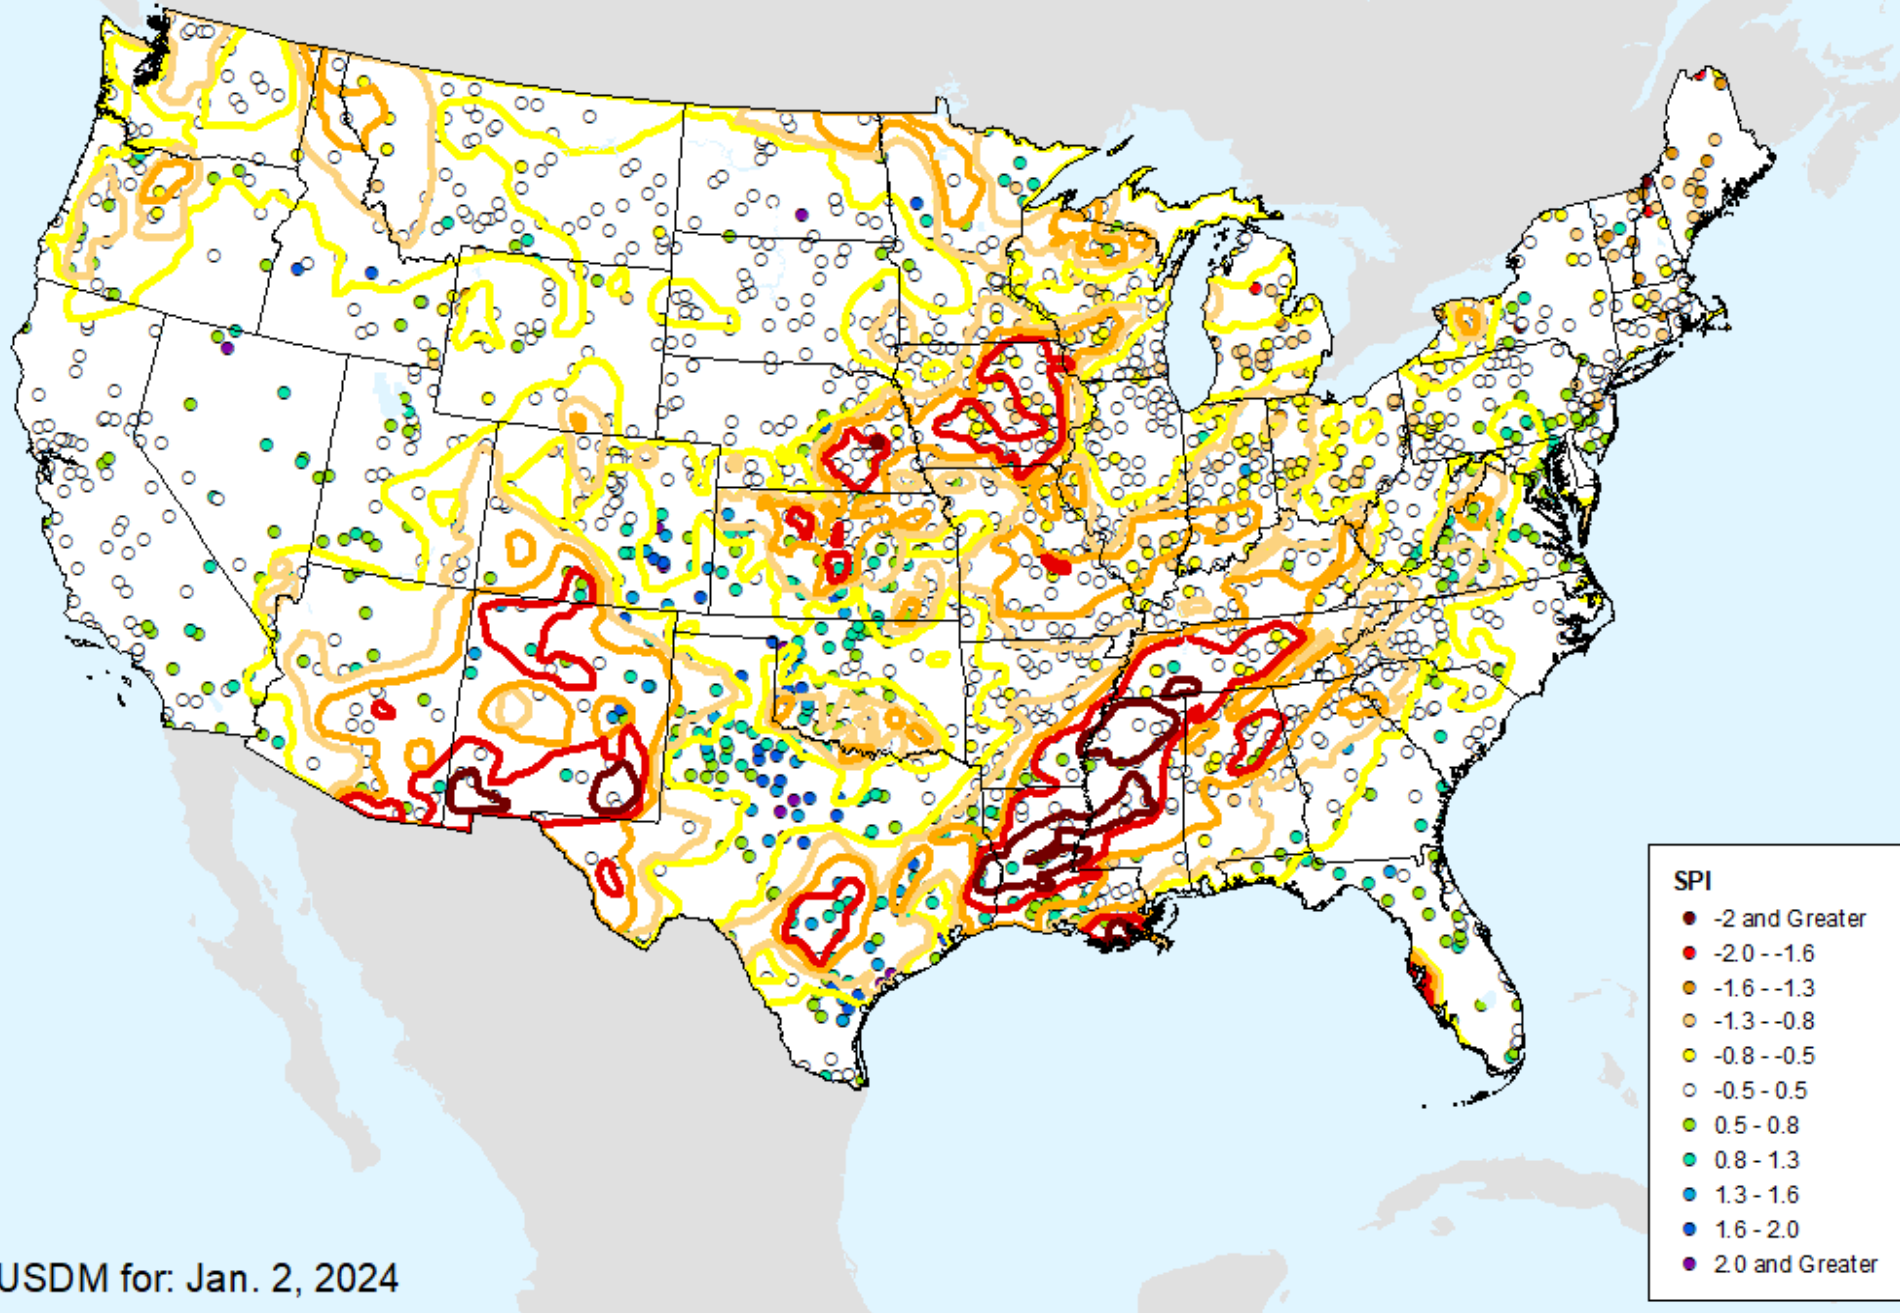 SPI
-2 and Greater
-2.0 - -1.6
-1.6 - -1.3
-1.3 - -0.8
-0.8 - -0.5
-0.5 - 0.5
0.5 - 0.8
0.8 - 1.3
1.3 - 1.6
1.6 - 2.0
2.0 and Greater
USDM for: Jan. 2, 2024